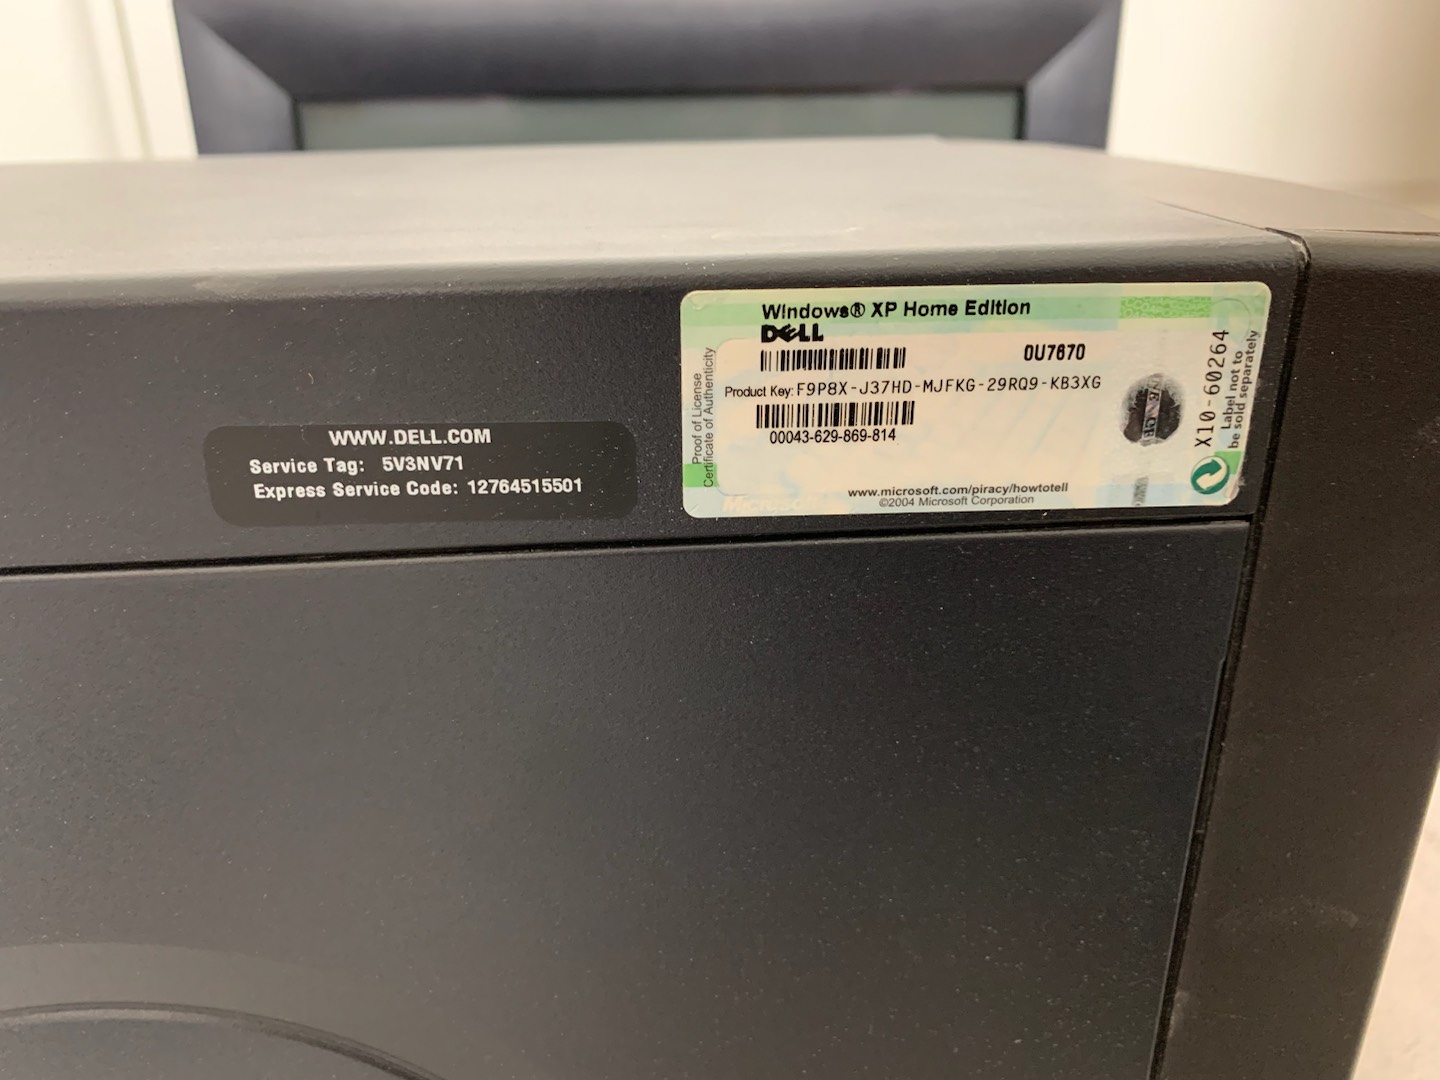 WWW.DELL.COM
Service Tag: 5V3NV71
Express Service Code: 12764515501
Windows® XP Home Edition
DELL
0U7670
Product Key: F9P8X-J37HD-MJFKG-29RQ9-KB3XG
00043-629-869-814
www.microsoft.com/piracy/howtotell
©2004 Microsoft Corporation
Proof of License
Certificate of Authenticity
X10-60264
Label not to
be sold separately